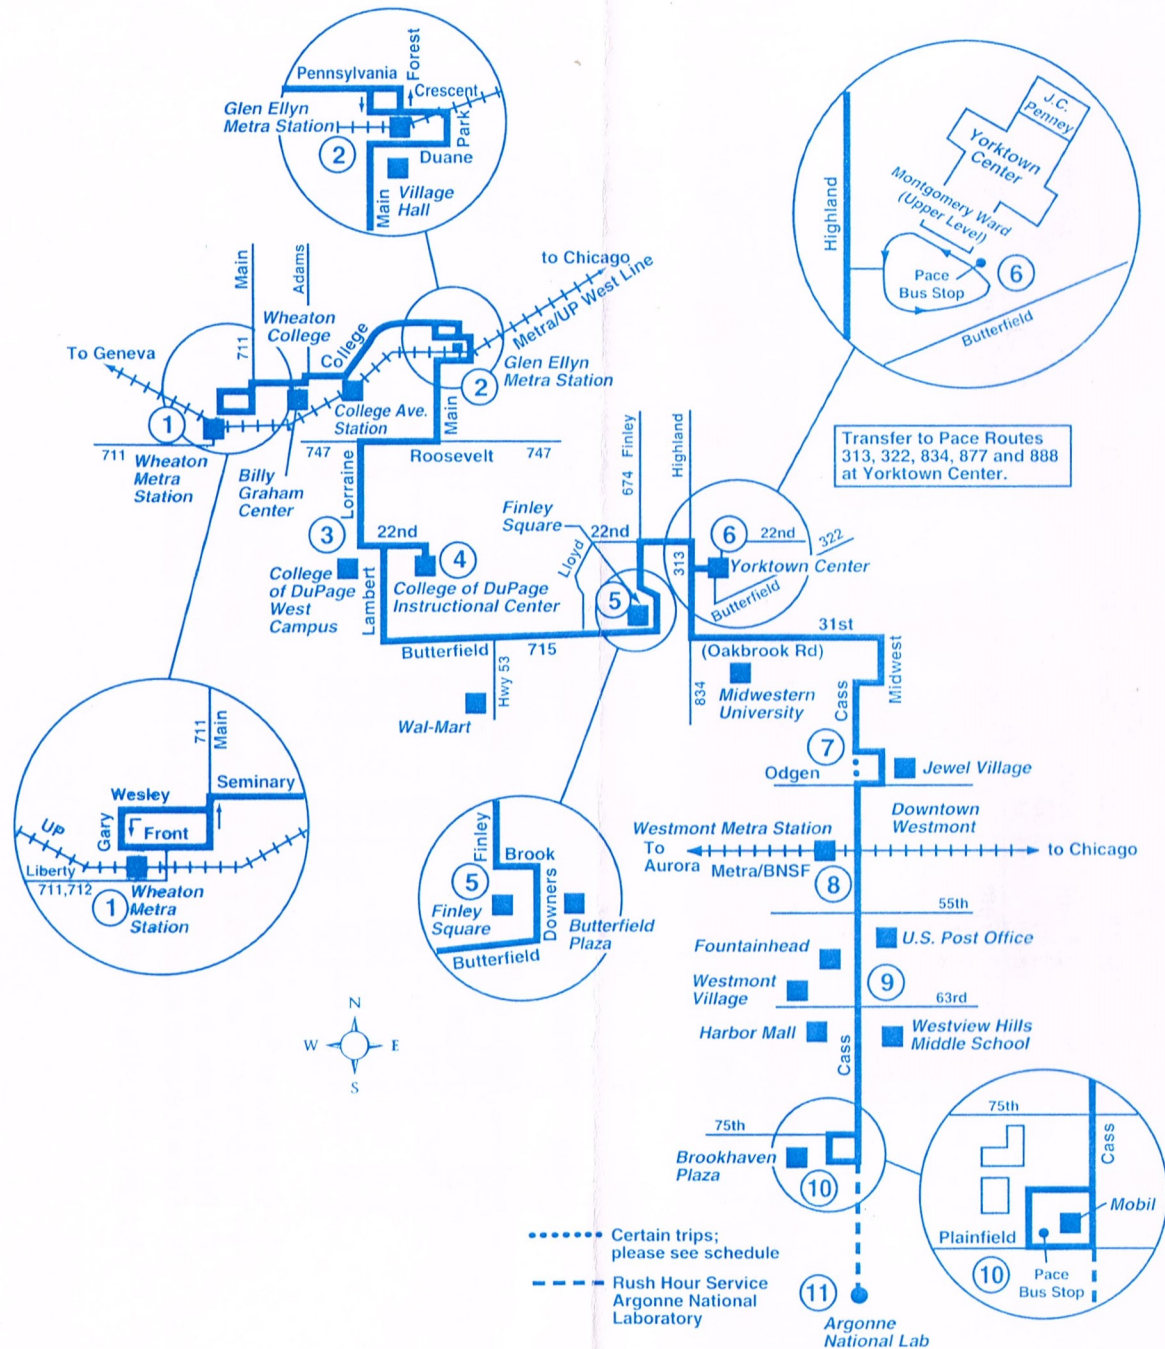 Pennsylvania
Forest
Crescent
Glen Ellyn
Metra Station
Park
2
Duane
Main
Village
Hall
Highland
J.C.
Penney
Yorktown
Center
Montgomery Ward
(Upper Level)
Pace
Bus Stop
6
Butterfield
Main
711
Adams
Wheaton
College
College
to Chicago
Metra/UP West Line
To Geneva
1
2
Glen Ellyn
Metra Station
College Ave.
Station
Main
711
Wheaton
Metra
Station
Billy
Graham
Center
747
Roosevelt
747
Lorraine
Transfer to Pace Routes
313, 322, 834, 877 and 888
at Yorktown Center.
674 Finley
Highland
Finley
Square
3
22nd
4
College
of DuPage
West
Campus
Lambert
College of DuPage
Instructional Center
Lloyd
22nd
313
6
22nd
322
Yorktown Center
Butterfield
5
Butterfield
715
Hwy 53
Wal-Mart
31st
(Oakbrook Rd)
834
Midwestern
University
Midwest
Cass
7
Odgen
Jewel Village
711
Main
Seminary
Wesley
Gary
Front
UP
Liberty
711,712
1
Wheaton
Metra
Station
Finley
Brook
5
Finley
Square
Downers
Butterfield
Plaza
Butterfield
Downtown
Westmont
Westmont Metra Station
To
Aurora
Metra/BNSF
to Chicago
8
55th
U.S. Post Office
Fountainhead
Westmont
Village
9
63rd
Harbor Mall
Westview Hills
Middle School
Cass
N
W
E
S
75th
Brookhaven
Plaza
10
75th
Cass
Mobil
Plainfield
10
Pace
Bus Stop
Certain trips;
please see schedule
Rush Hour Service
Argonne National
Laboratory
11
Argonne
National Lab